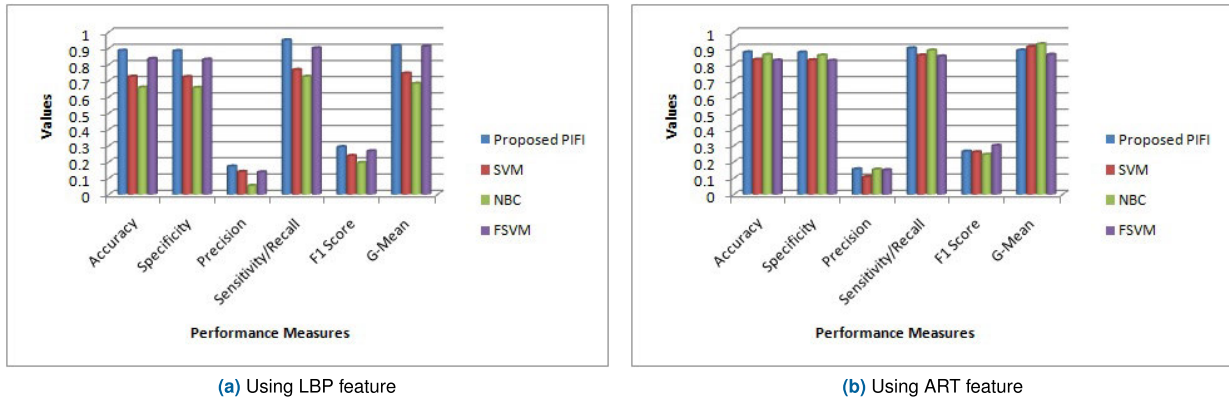 1
0.9
0.8
0.7
0.6
0.5
0.4
0.3
0.2
0.1
0
Values
Accuracy
Specificity
Precision
Sensitivity/Recall
F1 Score
G-Mean
Performance Measures
Proposed PIFI
SVM
NBC
FSVM
(a) Using LBP feature
1
0.9
0.8
0.7
0.6
0.5
0.4
0.3
0.2
0.1
0
Values
Accuracy
Specificity
Precision
Sensitivity/Recall
F1 Score
G-Mean
Performance Measures
Proposed PIFI
SVM
NBC
FSVM
(b) Using ART feature